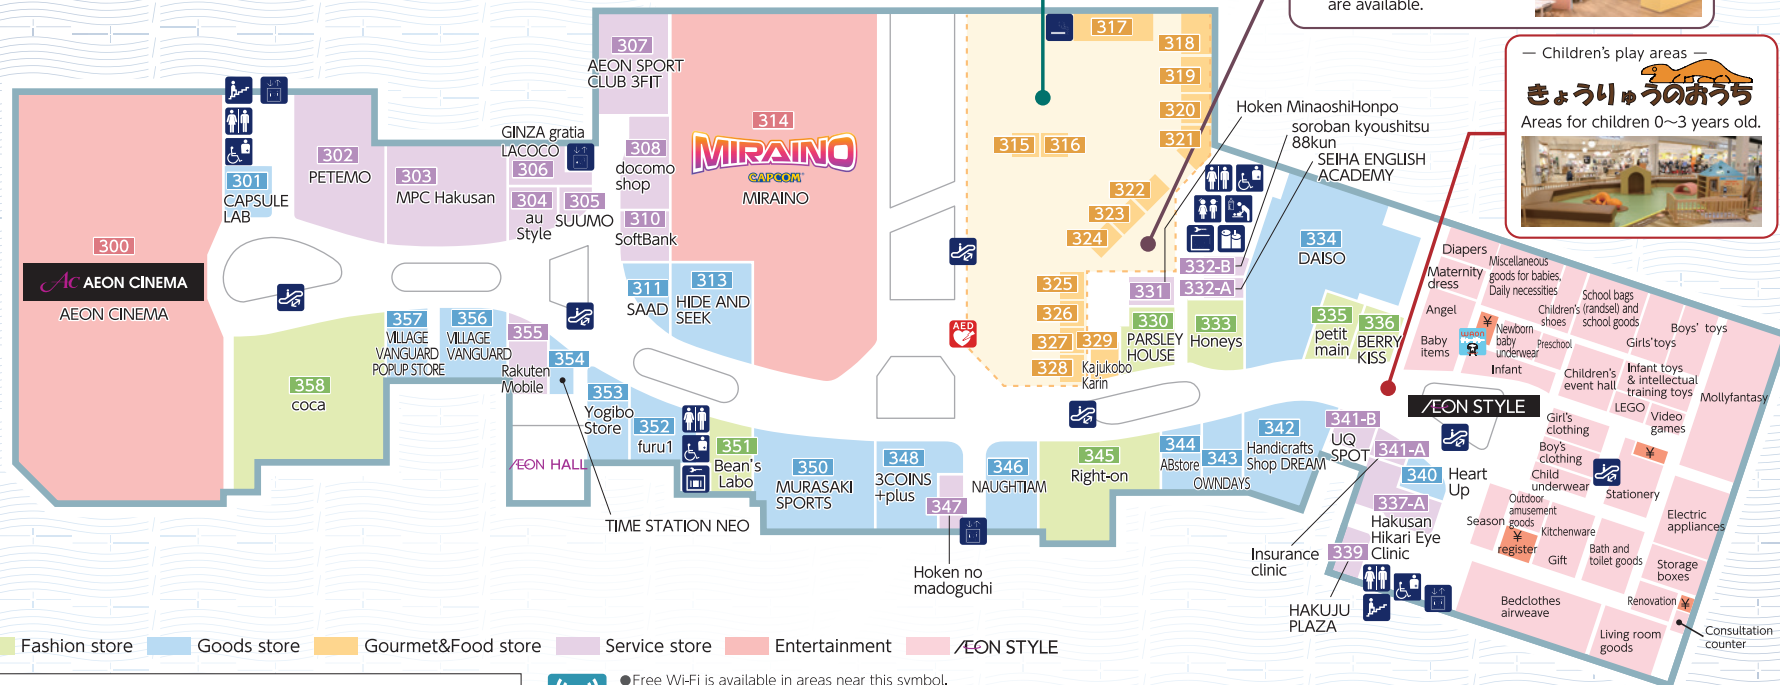 are available.
— Children's play areas —
きょうりゅうのおうち
Areas for children 0〜3 years old.
317
318
319
320
321
315
316
322
323
324
325
326
327
328
329
Kajukobo
Karin
307
AEON SPORT
CLUB 3FIT
314
MIRAINO
CAPCOM
MIRAINO
308
docomo
shop
310
SoftBank
GINZA gratia
LACOCO
306
304
au
Style
305
SUUMO
303
MPC Hakusan
302
PETEMO
301
CAPSULE
LAB
300
Ac AEON CINEMA
AEON CINEMA
311
SAAD
313
HIDE AND
SEEK
AED
Hoken MinaoshiHonpo
soroban kyoushitsu
88kun
SEIHA ENGLISH
ACADEMY
332-B
332-A
331
330
PARSLEY
HOUSE
333
Honeys
334
DAISO
335
petit
main
336
BERRY
KISS
358
coca
357
VILLAGE
VANGUARD
POPUP STORE
356
VILLAGE
VANGUARD
355
Rakuten
Mobile
354
TIME STATION NEO
353
Yogibo
Store
352
furu1
351
Bean's
Labo
ÆON HALL
350
MURASAKI
SPORTS
348
3COINS
+plus
347
Hoken no
madoguchi
346
NAUGHTIAM
345
Right-on
344
ABstore
343
OWNDAYS
342
Handicrafts
Shop DREAM
341-B
UQ
SPOT
341-A
Insurance
clinic
340
Heart
Up
337-A
Hakusan
Hikari Eye
Clinic
339
HAKUJU
PLAZA
ÆON STYLE
Diapers
Maternity
dress
Miscellaneous
goods for babies.
Daily necessities
Angel
Baby
items
WAON
¥
Newborn
baby
underwear
Infant
Children's
shoes
Preschool
School bags
(randsel) and
school goods
Boys' toys
Girls'toys
Children's
event hall
Infant toys
& intellectual
training toys
LEGO
Video
games
Mollyfantasy
Girl's
clothing
Boy's
clothing
Child
underwear
¥
Stationery
Outdoor
amusement
goods
Season
¥
register
Kitchenware
Gift
Bath and
toilet goods
Electric
appliances
Storage
boxes
Bedclothes
airweave
Renovation
¥
Living room
goods
Consultation
counter
Fashion store
Goods store
Gourmet&Food store
Service store
Entertainment
ÆON STYLE
●Free Wi-Fi is available in areas near this symbol.